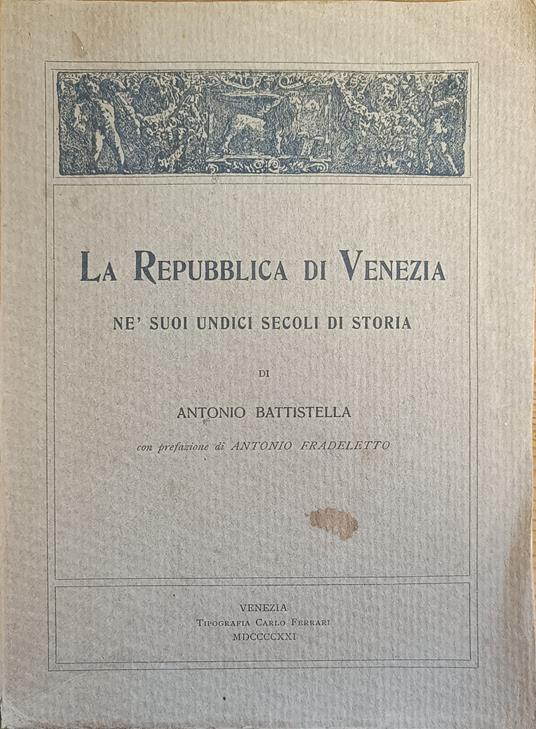 La Repubblica di Venezia
NE' SUOI UNDICI SECOLI DI STORIA
DI
ANTONIO BATTISTELLA
con prefazione di ANTONIO FRADELETTO
VENEZIA
Tipografia Carlo Ferrari
MDCCCCXXI